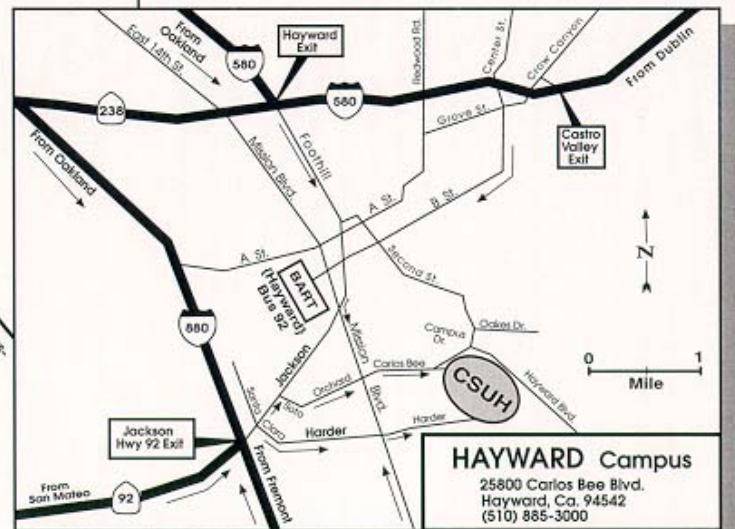 East 14th St.
From
Oakland
580
Hayward
Exit
Redwood Rd.
Center St.
Crow Canyon
From Dublin
238
580
Grove St.
Castro
Valley
Exit
From Oakland
Mission Blvd.
Foothill
A St.
B St.
A St.
N
BART
(Hayward)
Bus 92
Second St.
880
Campus
Dr.
Oakes Dr.
0 1
Mile
Jackson
Mission
Blvd.
Orchard
Carlos Bee
CSUH
Hayward Blvd.
Santa
Clara
Soto
Harder
Harder
Jackson
Hwy 92 Exit
From
San Mateo
92
From Fremont
HAYWARD Campus
25800 Carlos Bee Blvd.
Hayward, Ca. 94542
(510) 885-3000